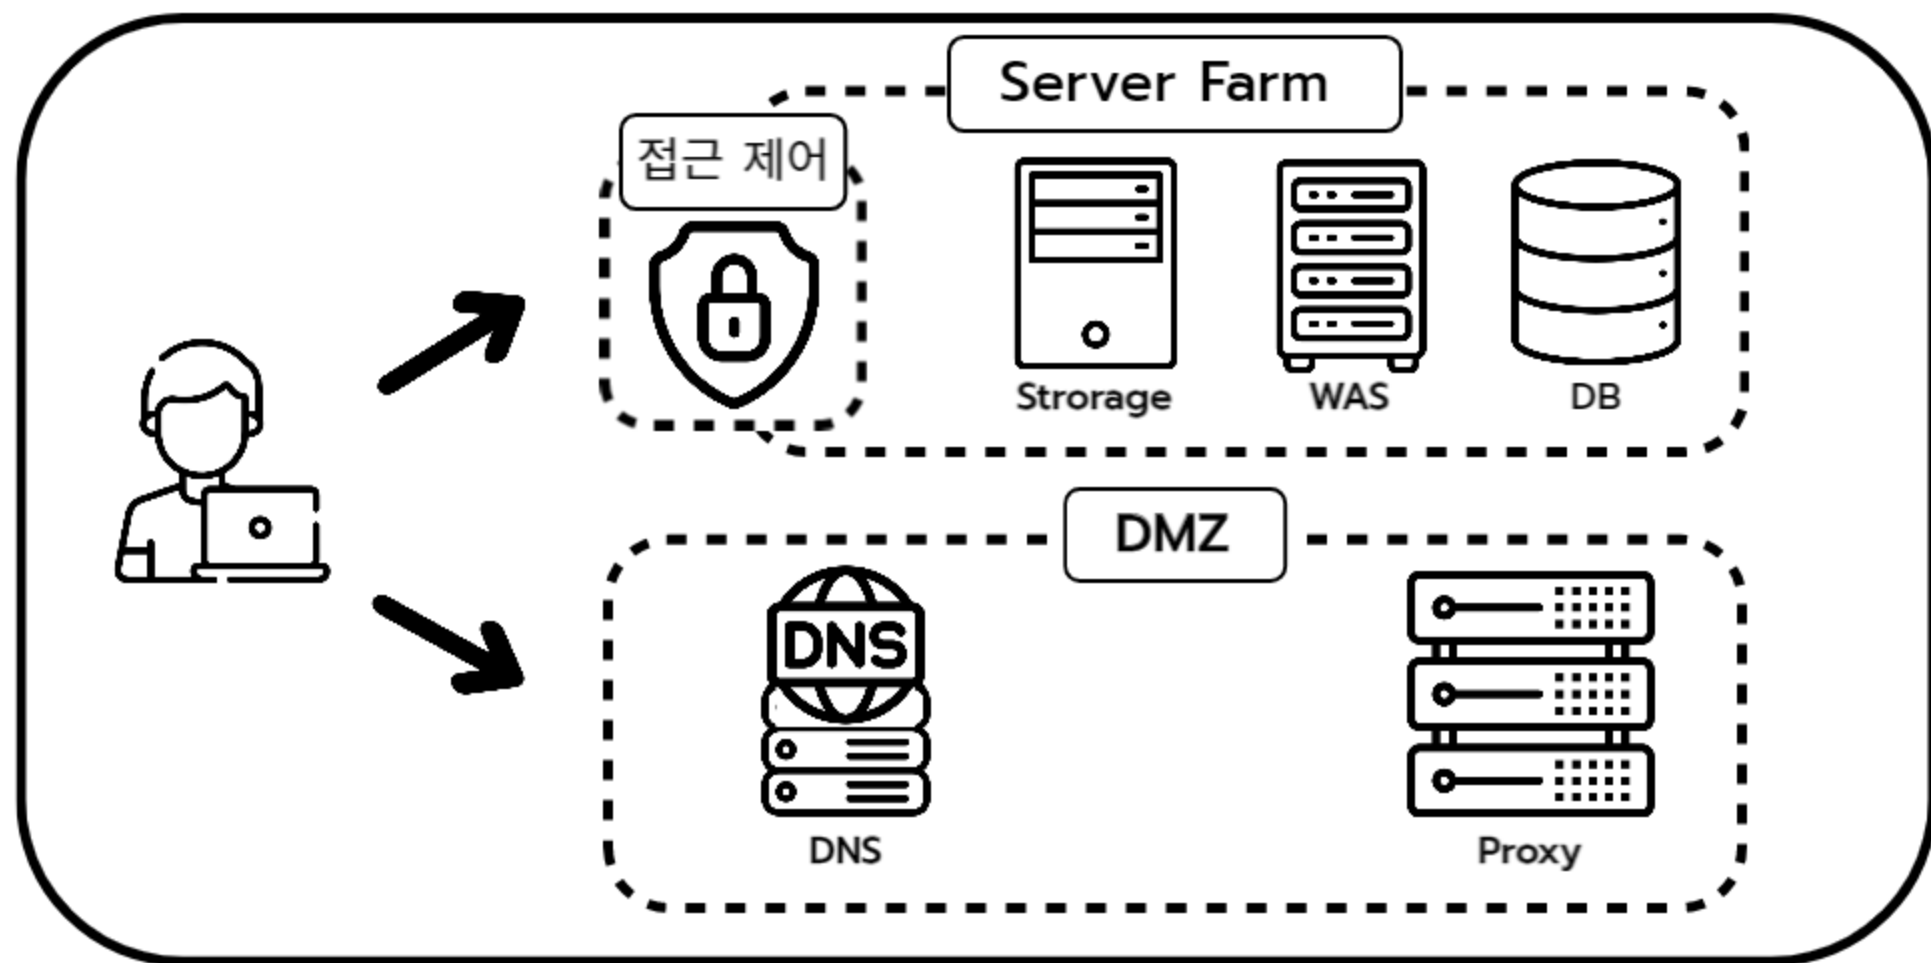 Server Farm
접근 제어
Strorage
WAS
DB
DMZ
DNS
DNS
Proxy